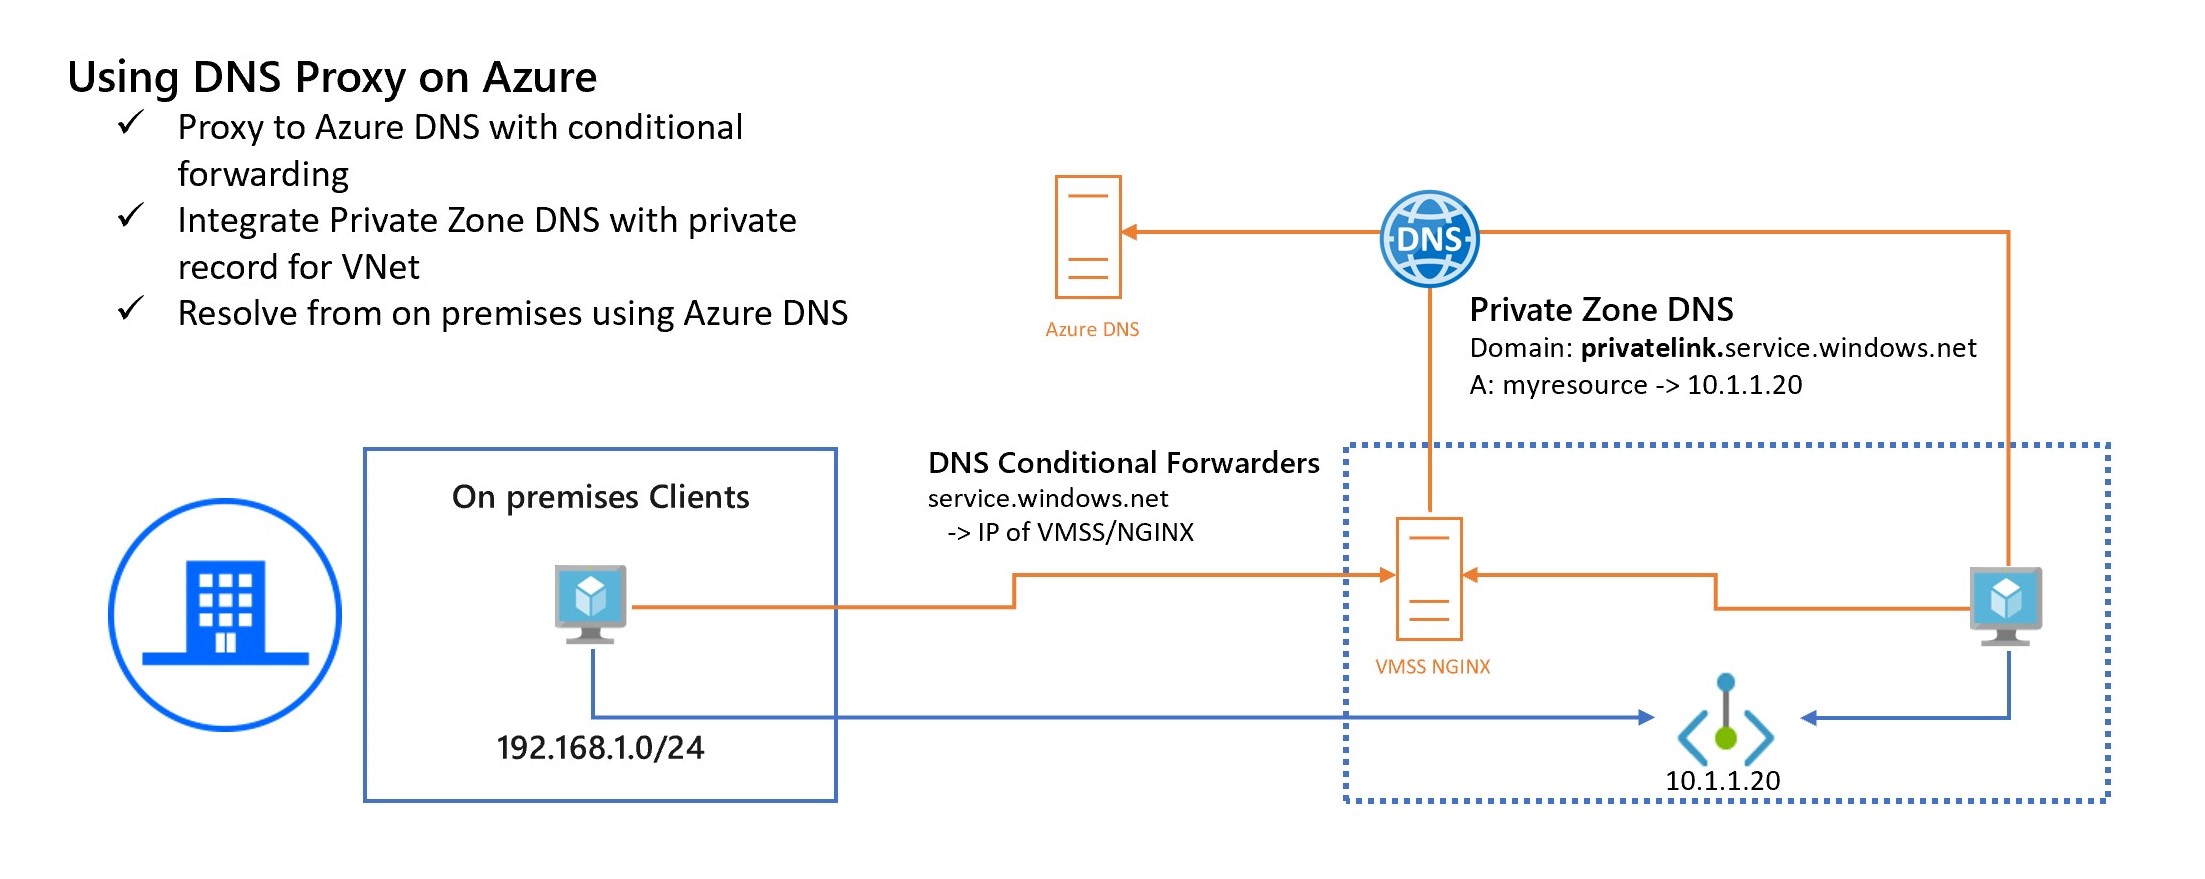 Using DNS Proxy on Azure
✓ Proxy to Azure DNS with conditional
forwarding
✓ Integrate Private Zone DNS with private
record for VNet
✓ Resolve from on premises using Azure DNS
Azure DNS
DNS
Private Zone DNS
Domain: privatelink.service.windows.net
A: myresource -> 10.1.1.20
On premises Clients
192.168.1.0/24
DNS Conditional Forwarders
service.windows.net
-> IP of VMSS/NGINX
VMSS NGINX
10.1.1.20